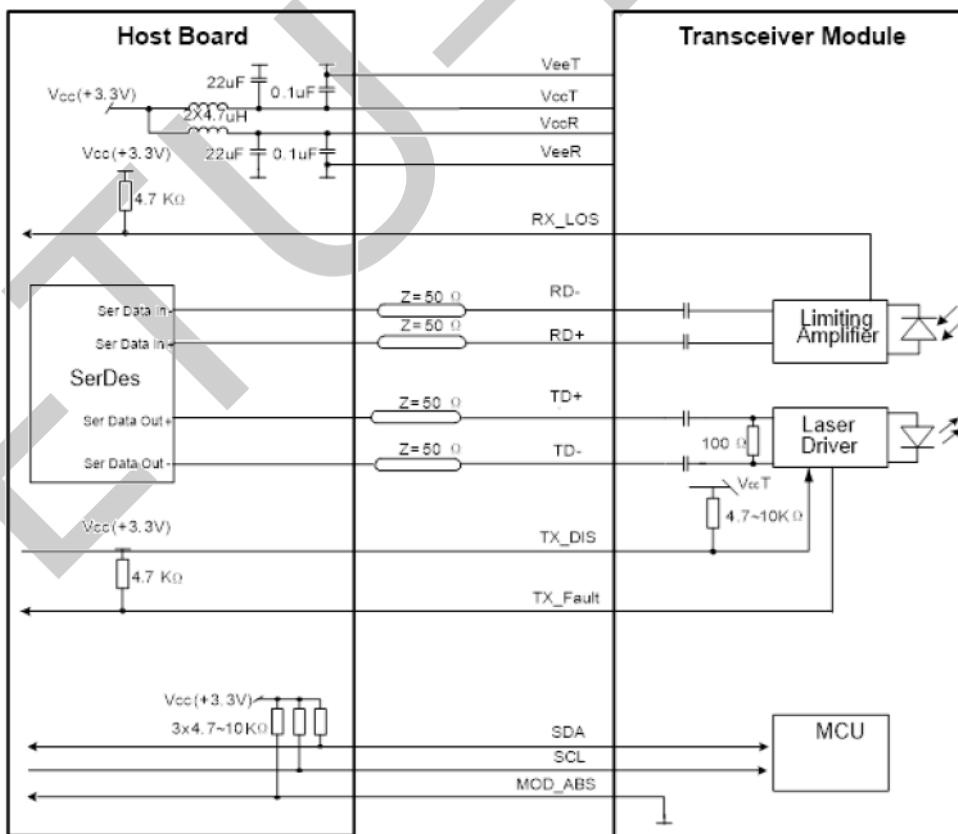 Host Board
Transceiver Module
VeeT
22uF
0.1uF
Vcc(+3.3V)
VccT
2X4.7uH
VccR
Vcc(+3.3V)
22uF
0.1uF
VeeR
4.7 KΩ
RX_LOS
Z=50 Ω
RD-
Ser Data In-
Limiting
Amplifier
Z=50 Ω
RD+
Ser Data In+
SerDes
Z=50 Ω
TD+
Ser Data Out+
Laser
Driver
100 Ω
Z=50 Ω
TD-
Ser Data Out-
VccT
4.7~10KΩ
Vcc(+3.3V)
TX_DIS
4.7 KΩ
TX_Fault
Vcc(+3.3V)
3x4.7~10KΩ
SDA
MCU
SCL
MOD_ABS